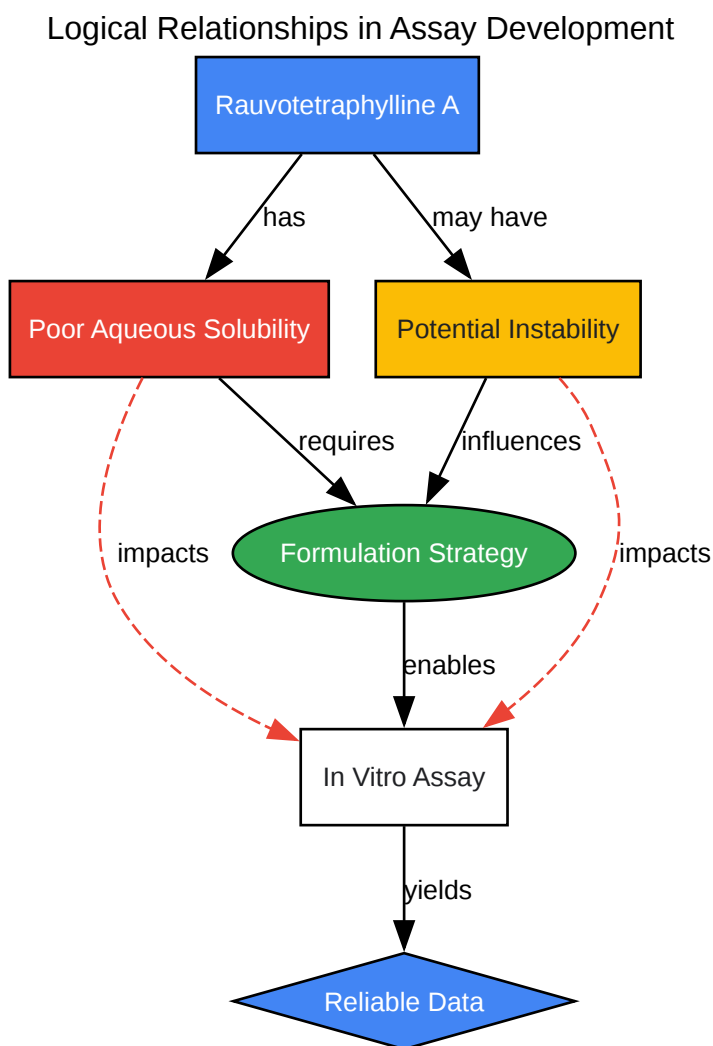 Logical Relationships in Assay Development
Rauvotetraphylline A
has
may have
Poor Aqueous Solubility
Potential Instability
requires
influences
impacts
Formulation Strategy
impacts
enables
In Vitro Assay
yields
Reliable Data